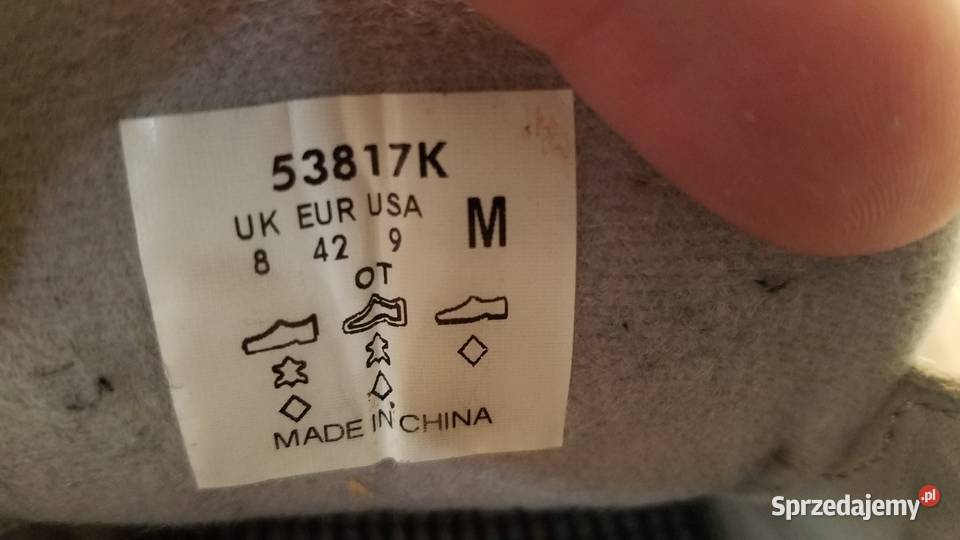 53817K
UK EUR USA M
8 42 9
OT
MADE IN CHINA
Sprzedajemy.pl